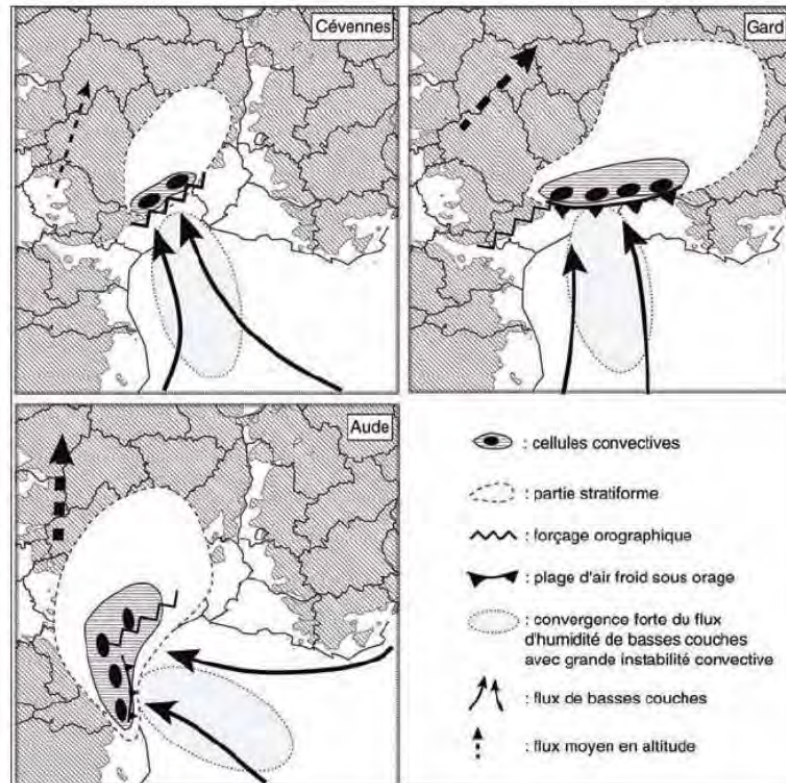 Cévennes
Gard
Aude
: cellules convectives
: partie stratiforme
: forçage orographique
: plage d'air froid sous orage
: convergence forte du flux
d'humidité de basses couches
avec grande instabilité convective
: flux de basses couches
: flux moyen en altitude